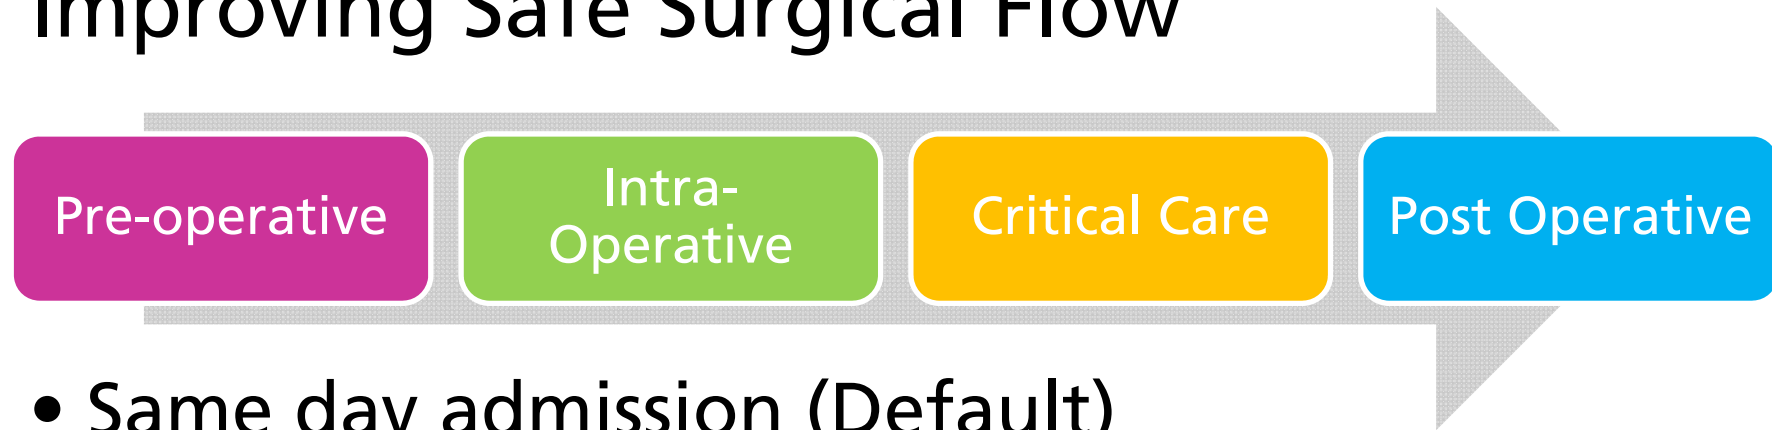 Improving Safe Surgical Flow
Pre-operative
Intra-
Operative
Critical Care
Post Operative
• Same day admission (Default)